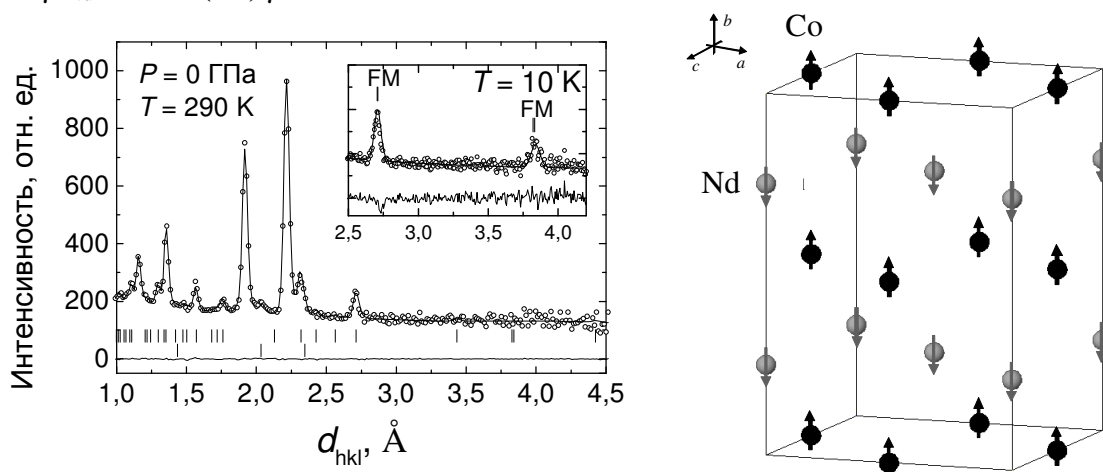 Co
b
c
a
P = 0 ГПа
T = 290 K
FM
T = 10 K
FM
2,5 3,0 3,5 4,0
Nd
1000
800
600
400
200
0
Интенсивность, отн. ед.
1,0 1,5 2,0 2,5 3,0 3,5 4,0 4,5
d hkl, Å